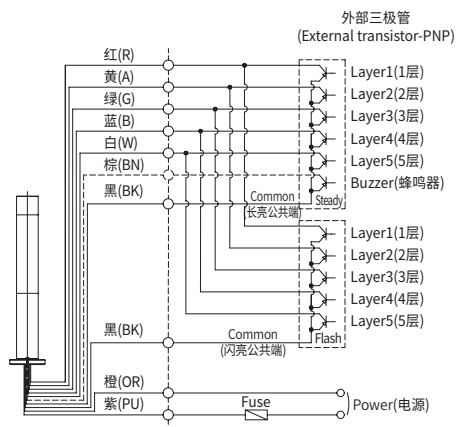 外部三极管
(External transistor-PNP)
红(R)
黄(A)
绿(G)
蓝(B)
白(W)
棕(BN)
黑(BK)
Layer1(1层)
Layer2(2层)
Layer3(3层)
Layer4(4层)
Layer5(5层)
Buzzer(蜂鸣器)
Common
(长亮公共端)
Steady
Layer1(1层)
Layer2(2层)
Layer3(3层)
Layer4(4层)
Layer5(5层)
黑(BK)
Common
(闪亮公共端)
Flash
橙(OR)
紫(PU)
Fuse
Power(电源)